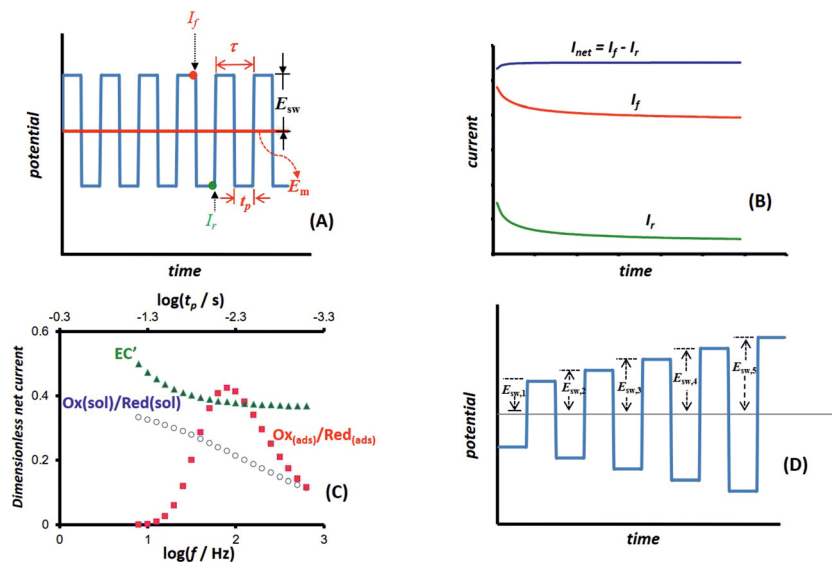 I_f
τ
E_sw
potential
E_m
t_p
I_r
(A)
time
I_net = I_f - I_r
I_f
current
(B)
I_r
time
log(t_p / s)
-0.3 -1.3 -2.3 -3.3
0.6
EC’
0.4
Ox(sol)/Red(sol)
Ox(ads)/Red(ads)
Dimensionless net current
0.2
(C)
0
0 1 2 3
log(f / Hz)
E_sw,1
E_sw,2
E_sw,3
E_sw,4
E_sw,5
potential
(D)
time